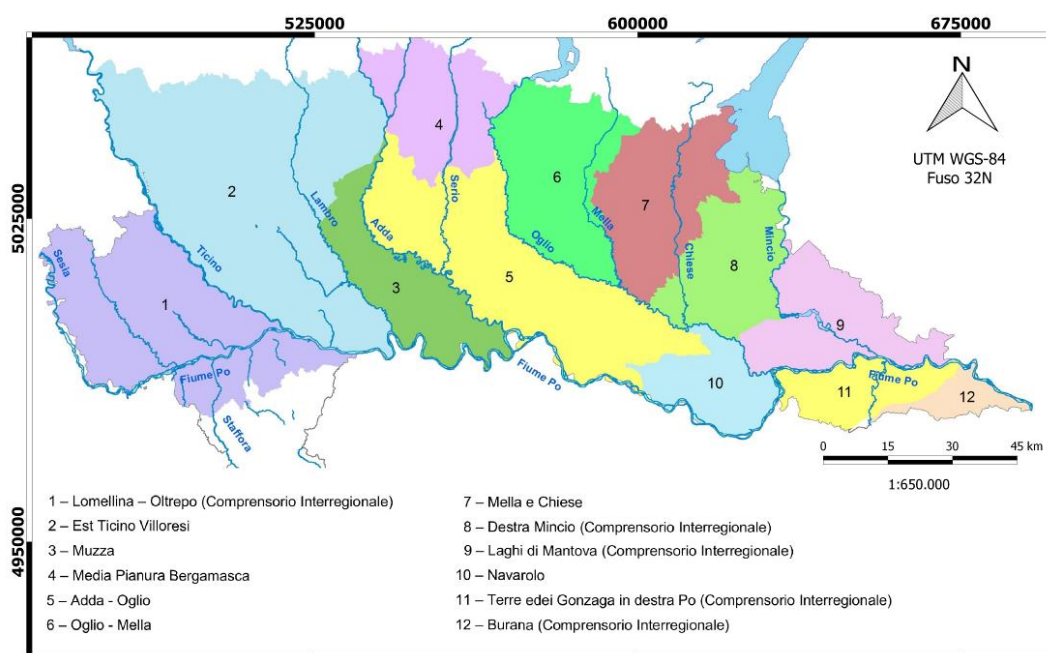 525000
600000
675000
N
UTM WGS-84
Fuso 32N
5025000
4950000
1
2
3
4
5
6
7
8
9
10
11
12
Sesia
Ticino
Lambro
Adda
Serio
Oglio
Mella
Chiese
Mincio
Fiume Po
Fiume Po
Fiume Po
Staffora
0 15 30 45 km
1:650.000
1 – Lomellina – Oltrepo (Comprensorio Interregionale)
2 – Est Ticino Villoresi
3 – Muzza
4 – Media Pianura Bergamasca
5 – Adda - Oglio
6 – Oglio - Mella
7 – Mella e Chiese
8 – Destra Mincio (Comprensorio Interregionale)
9 – Laghi di Mantova (Comprensorio Interregionale)
10 – Navarolo
11 – Terre edei Gonzaga in destra Po (Comprensorio Interregionale)
12 – Burana (Comprensorio Interregionale)